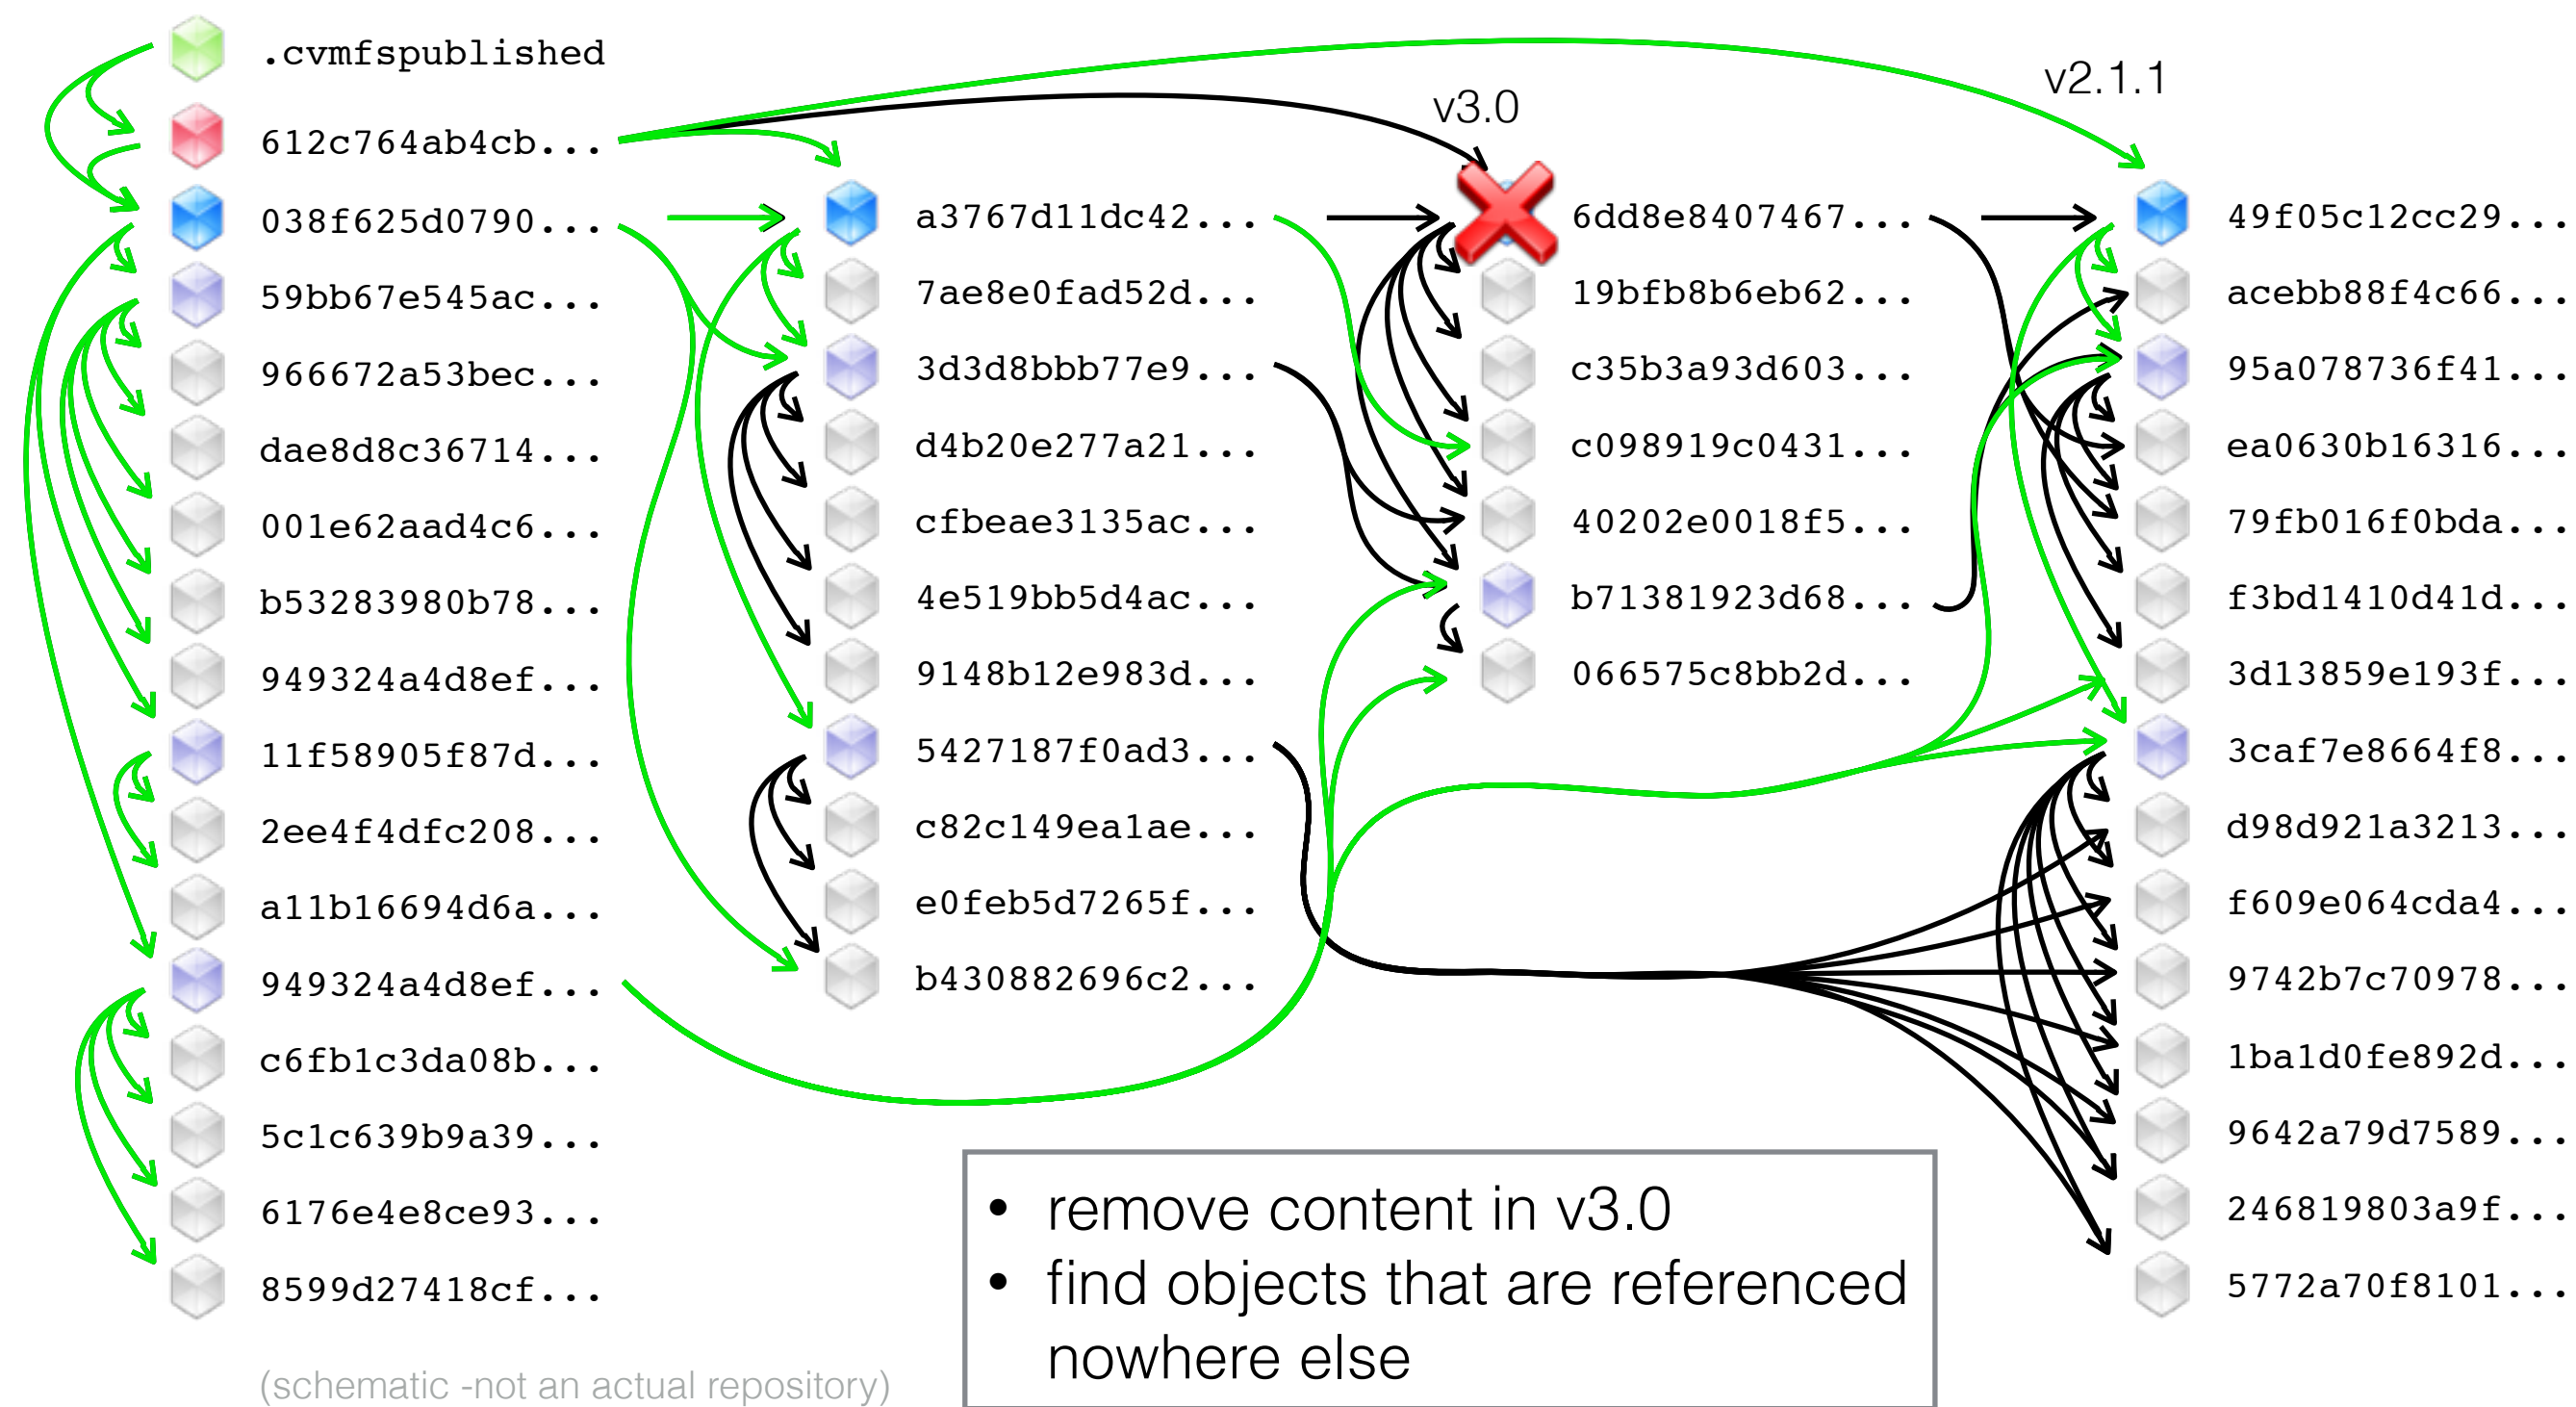 .cvmfspublished
612c764ab4cb...
038f625d0790...
59bb67e545ac...
966672a53bec...
dae8d8c36714...
001e62aad4c6...
b53283980b78...
949324a4d8ef...
11f58905f87d...
2ee4f4dfc208...
a11b16694d6a...
949324a4d8ef...
c6fb1c3da08b...
5c1c639b9a39...
6176e4e8ce93...
8599d27418cf...
(schematic -not an actual repository)
a3767d11dc42...
7ae8e0fad52d...
3d3d8bbb77e9...
d4b20e277a21...
cfbeae3135ac...
4e519bb5d4ac...
9148b12e983d...
5427187f0ad3...
c82c149ea1ae...
e0feb5d7265f...
b430882696c2...
v3.0
6dd8e8407467...
19bfb8b6eb62...
c35b3a93d603...
c098919c0431...
40202e0018f5...
b71381923d68...
066575c8bb2d...
v2.1.1
49f05c12cc29...
acebb88f4c66...
95a078736f41...
ea0630b16316...
79fb016f0bda...
f3bd1410d41d...
3d13859e193f...
3caf7e8664f8...
d98d921a3213...
f609e064cda4...
9742b7c70978...
1ba1d0fe892d...
9642a79d7589...
246819803a9f...
5772a70f8101...
• remove content in v3.0
• find objects that are referenced
nowhere else